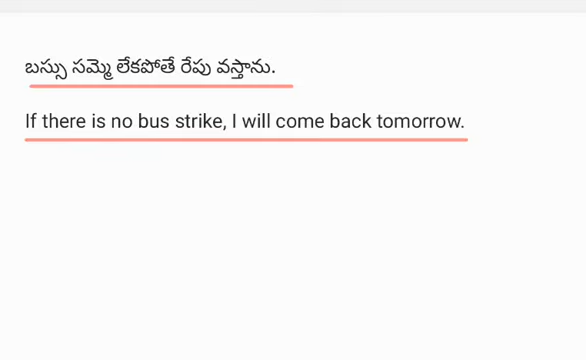 బస్సు సమ్మె లేకపోతే రేపు వస్తాను.
If there is no bus strike, I will come back tomorrow.